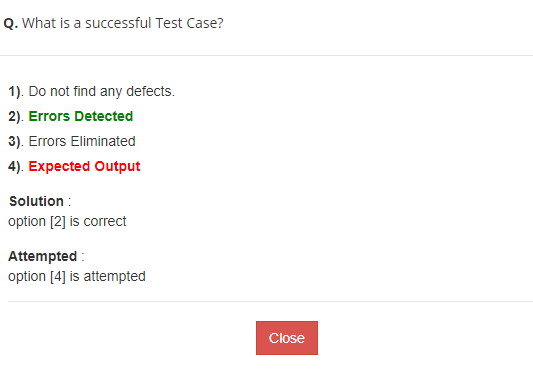 Q. What is a successful Test Case?
1). Do not find any defects.
2). Errors Detected
3). Errors Eliminated
4). Expected Output
Solution :
option [2] is correct
Attempted :
option [4] is attempted
Close